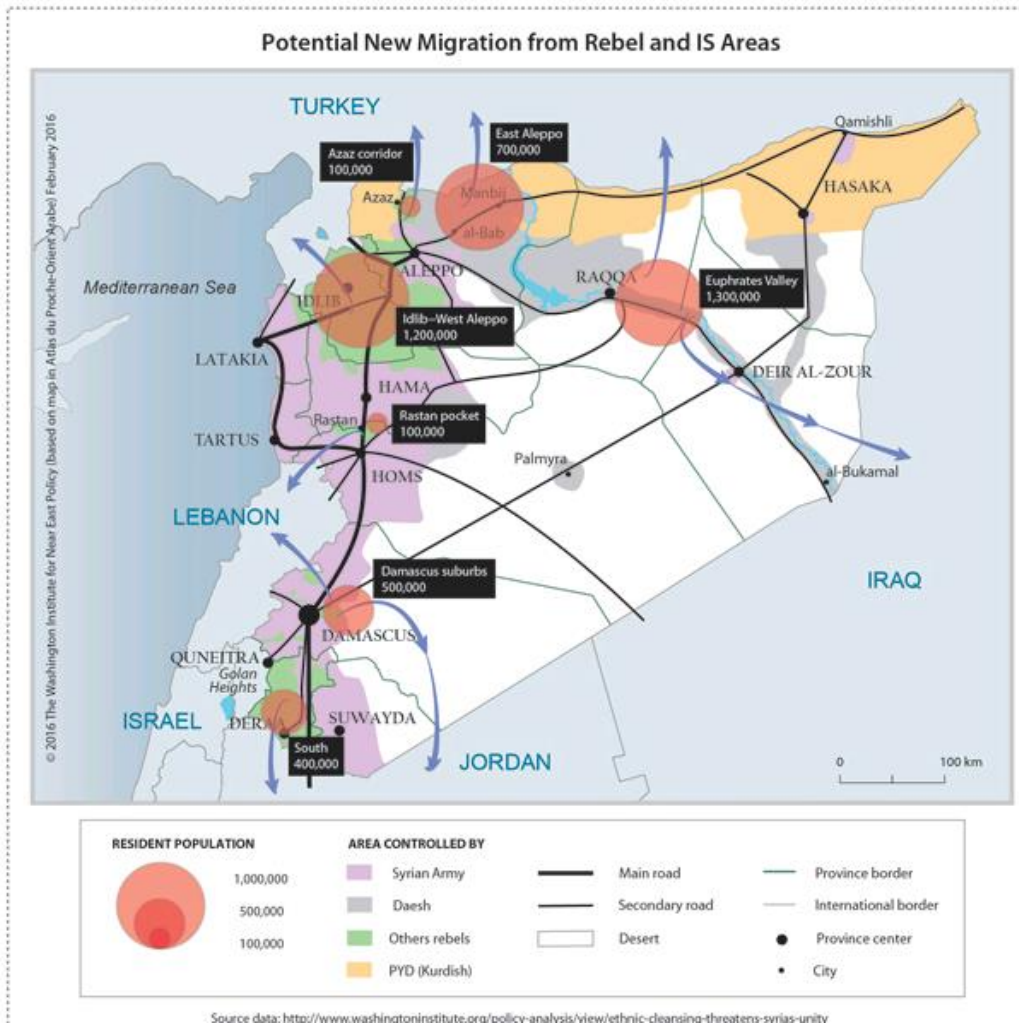 Potential New Migration from Rebel and IS Areas
© 2016 The Washington Institute for Near East Policy (based on map in Atlas du Proche-Orient Arabe) February 2016
TURKEY
Qamishli
East Aleppo
700,000
Azaz corridor
100,000
HASAKA
Azaz
Manbij
al-Bab
ALEPPO
RAQQA
Euphrates Valley
1,300,000
Mediterranean Sea
IDLIB
Idlib–West Aleppo
1,200,000
LATAKIA
DEIR AL-ZOUR
HAMA
Rastan
Rastan pocket
100,000
TARTUS
Palmyra
al-Bukamal
HOMS
LEBANON
IRAQ
Damascus suburbs
500,000
DAMASCUS
QUNEITRA
Golan
Heights
ISRAEL
DERAA
SUWAYDA
South
400,000
JORDAN
0 100 km
RESIDENT POPULATION
1,000,000
500,000
100,000
AREA CONTROLLED BY
Syrian Army
Daesh
Others rebels
PYD (Kurdish)
Main road
Secondary road
Desert
Province border
International border
Province center
City
Source data: http://www.washingtoninstitute.org/policy-analysis/view/ethnic-cleansing-threatens-syrias-unity